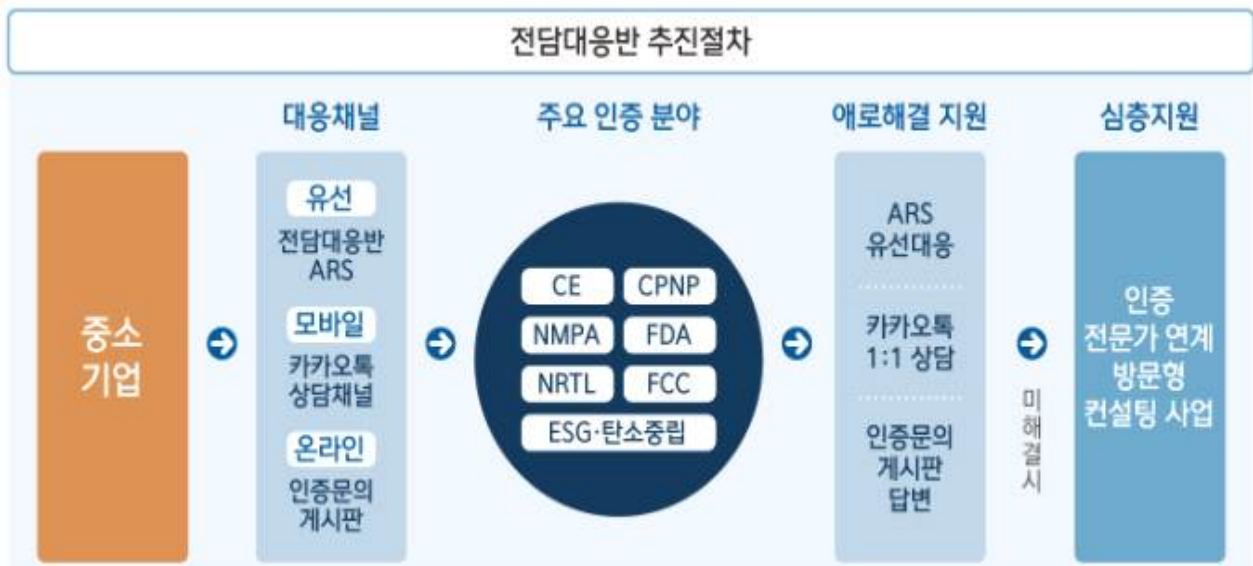 전담대응반 추진절차
대응채널
주요 인증 분야
애로해결 지원
심층지원
중소
기업
유선
전담대응반
ARS
모바일
카카오톡
상담채널
온라인
인증문의
게시판
CE
CPNP
NMPA
FDA
NRTL
FCC
ESG·탄소중립
ARS
유선대응
카카오톡
1:1 상담
인증문의
게시판
답변
미해결시
인증
전문가 연계
방문형
컨설팅 사업